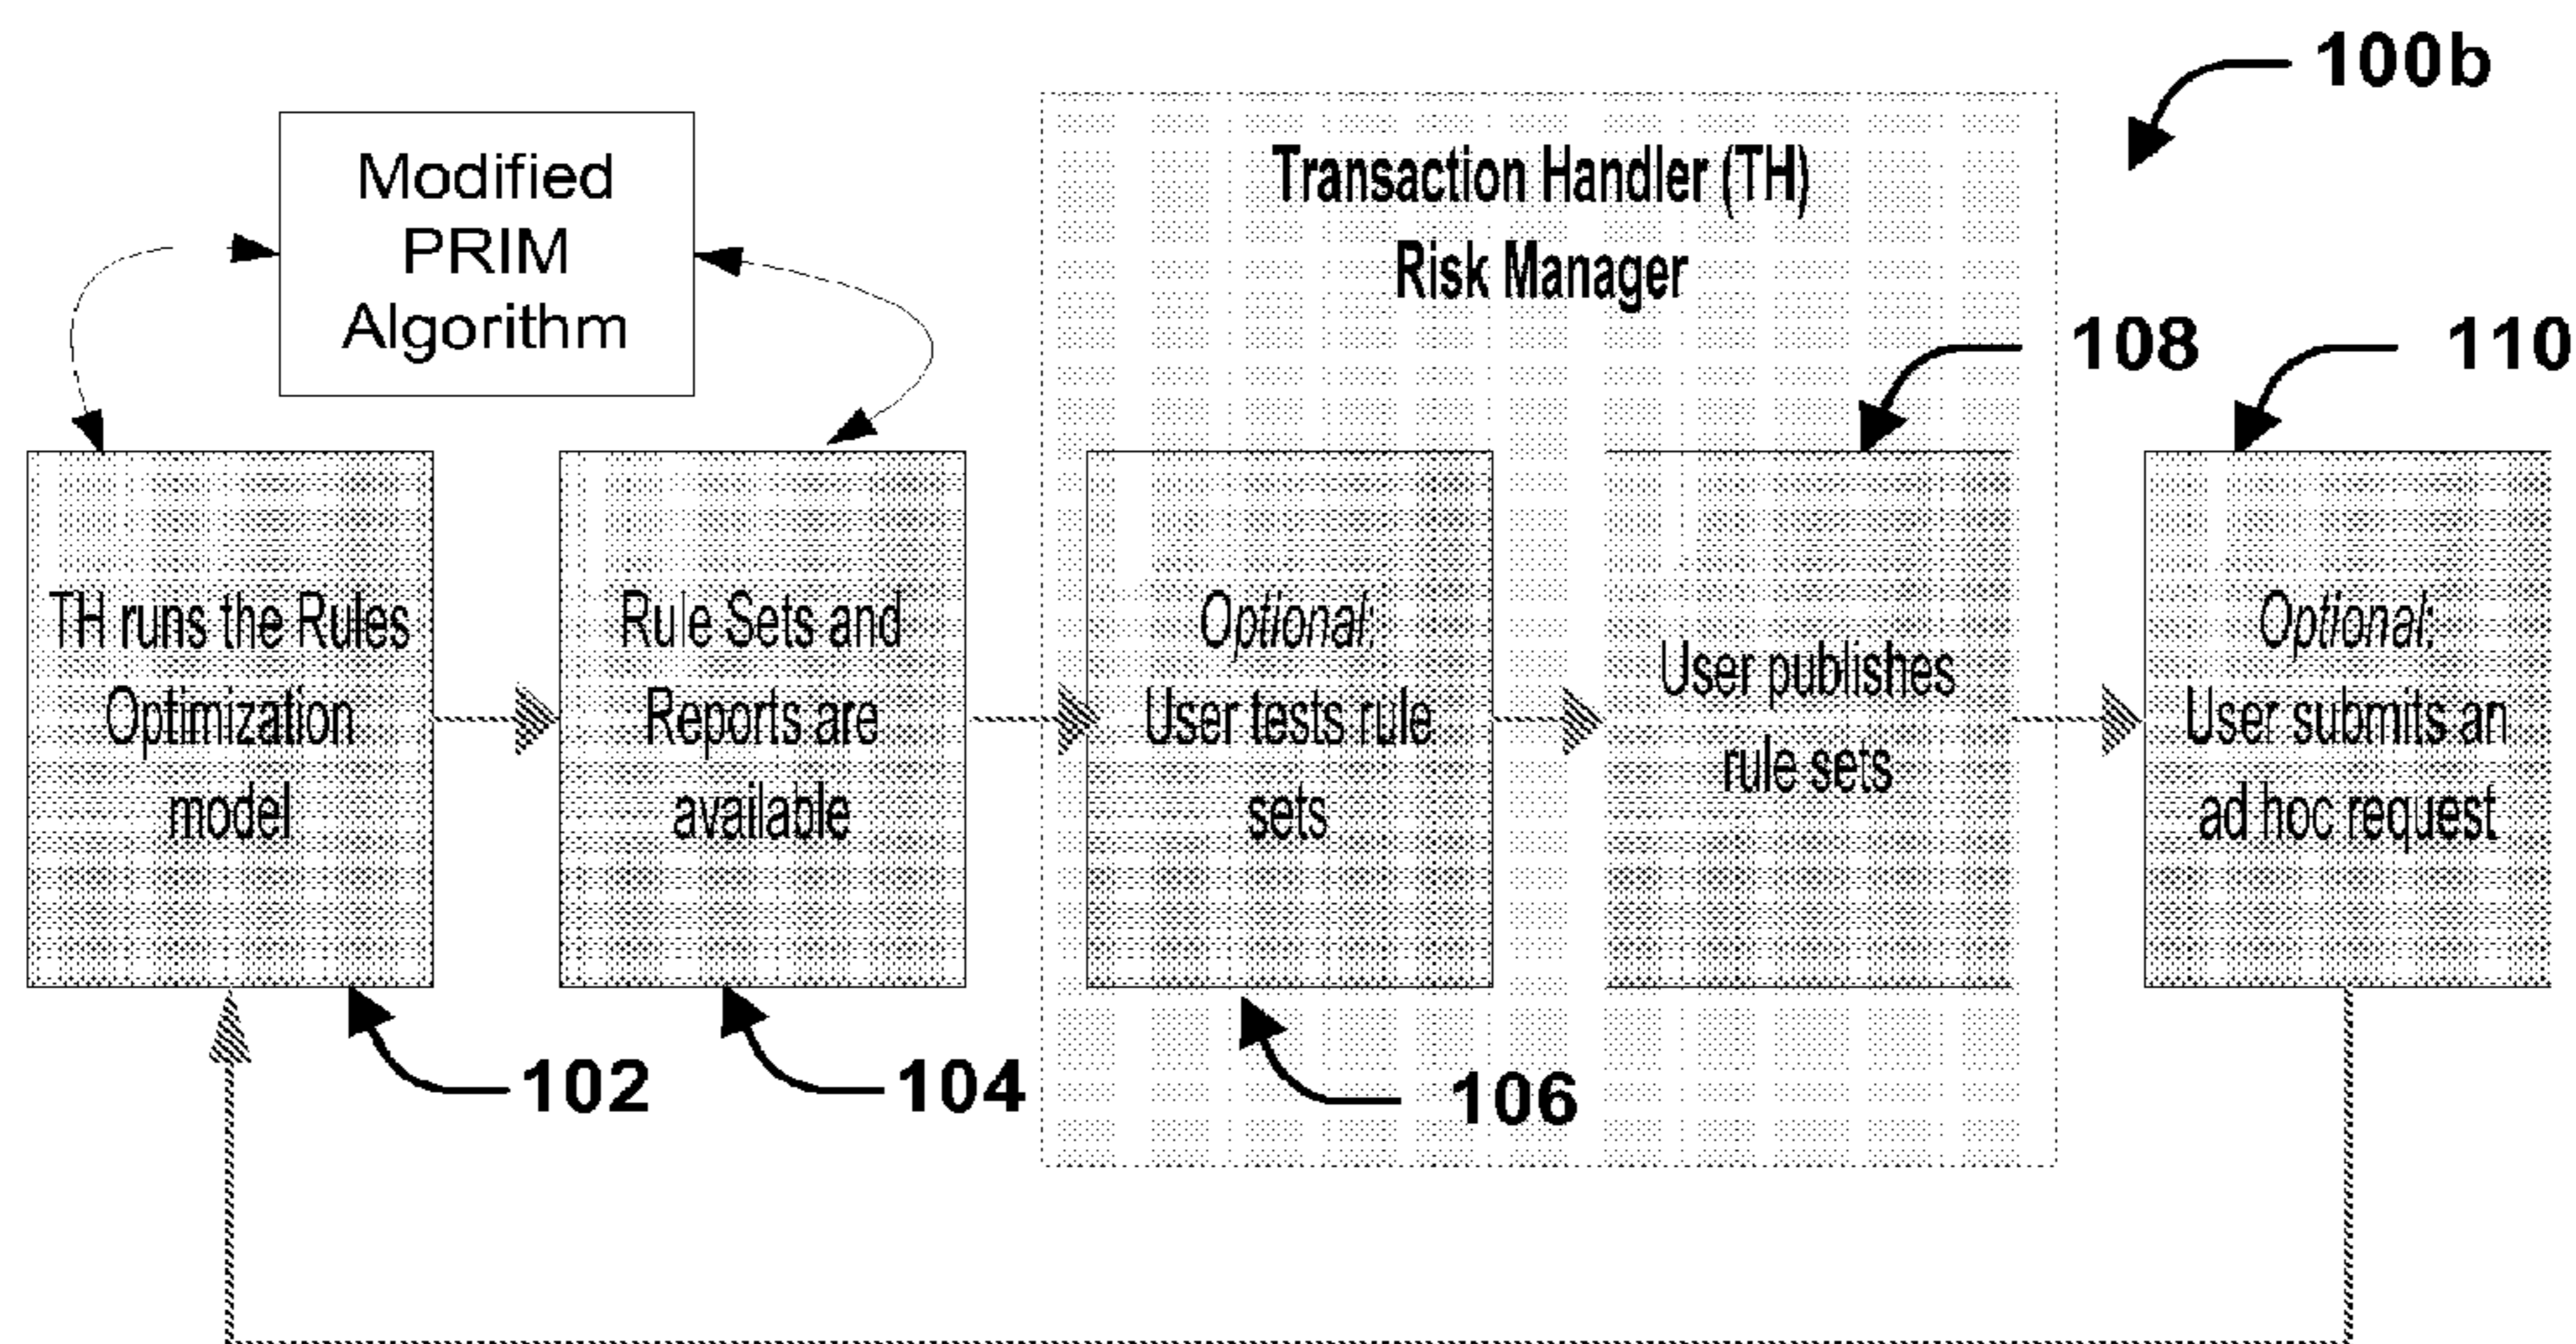 100b
Modified
PRIM
Algorithm
Transaction Handler (TH)
Risk Manager
108
110
TH runs the Rules
Optimization
model
Rule Sets and
Reports are
available
Optional:
User tests rule
sets
User publishes
rule sets
Optional:
User submits an
ad hoc request
102
104
106